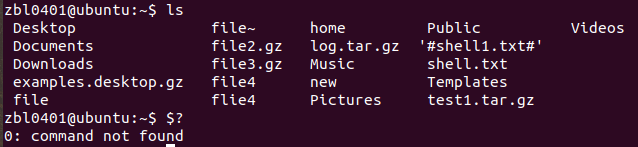 zbl0401@ubuntu:~$ ls
Desktop file~ home Public Videos
Documents file2.gz log.tar.gz '#shell1.txt#'
Downloads file3.gz Music shell.txt
examples.desktop.gz file4 new Templates
file flie4 Pictures test1.tar.gz
zbl0401@ubuntu:~$ $?
0: command not found